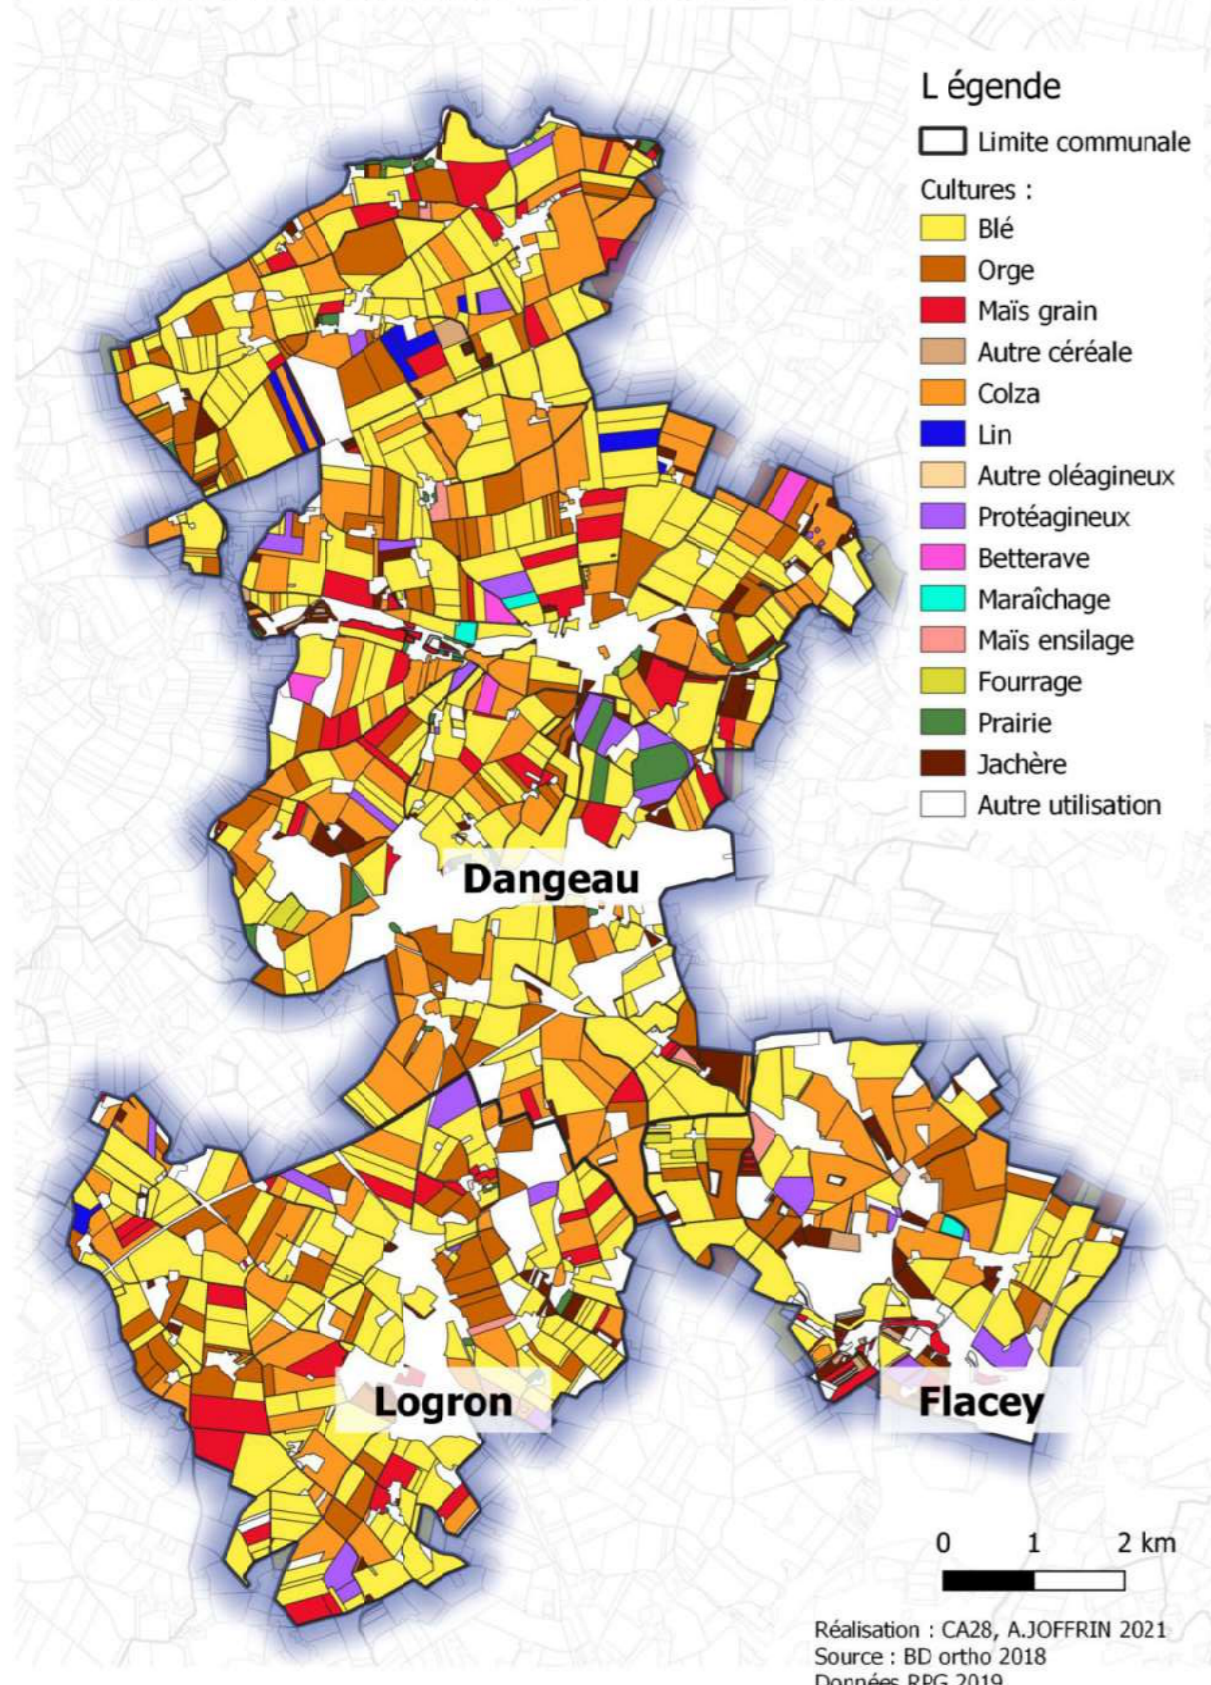 L égende
Limite communale
Cultures :
Blé
Orge
Maïs grain
Autre céréale
Colza
Lin
Autre oléagineux
Protéagineux
Betterave
Maraîchage
Maïs ensilage
Fourrage
Prairie
Jachère
Autre utilisation
Dangeau
Logron
Flacey
0 1 2 km
Réalisation : CA28, A.JOFFRIN 2021
Source : BD ortho 2018
Données RPG 2019